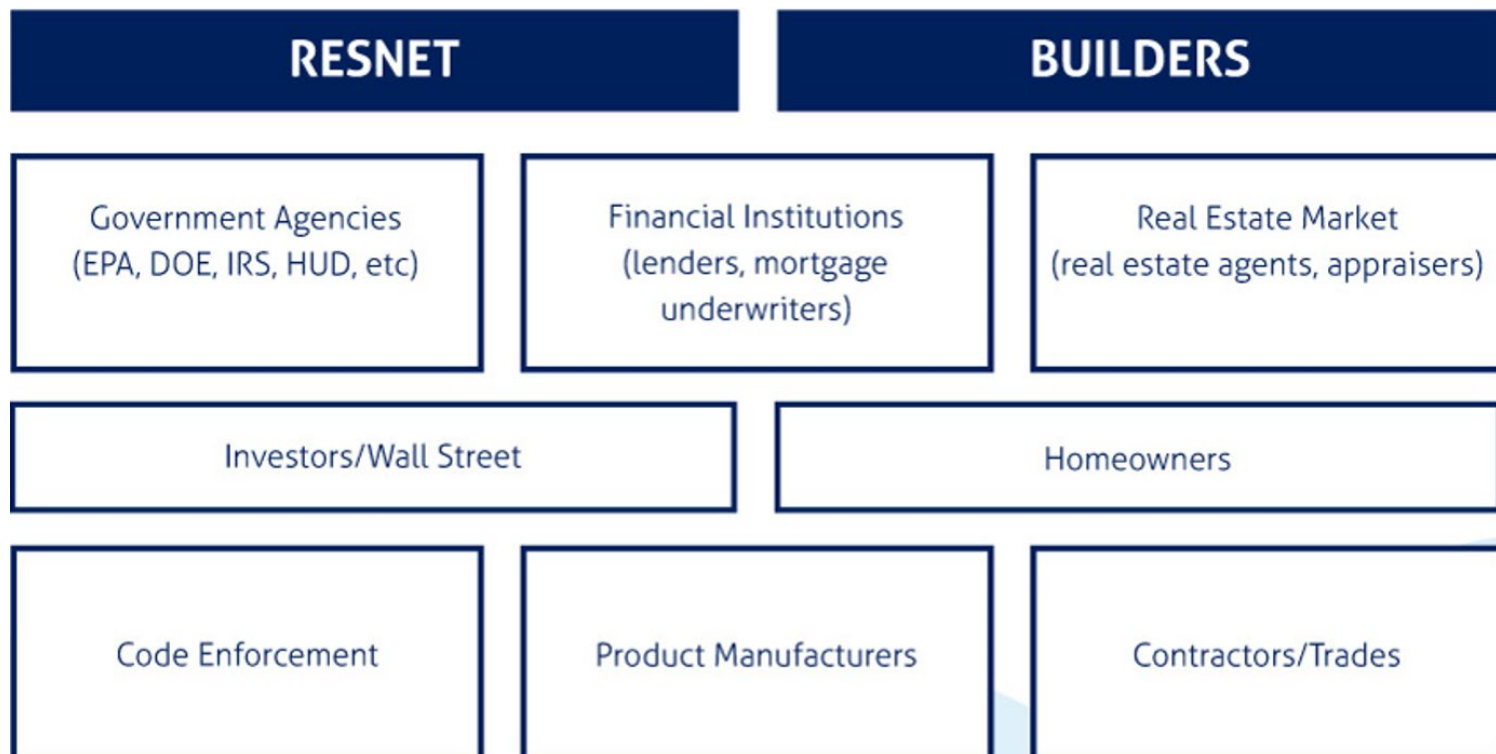 RESNET
BUILDERS
Government Agencies
(EPA, DOE, IRS, HUD, etc)
Financial Institutions
(lenders, mortgage
underwriters)
Real Estate Market
(real estate agents, appraisers)
Investors/Wall Street
Homeowners
Code Enforcement
Product Manufacturers
Contractors/Trades